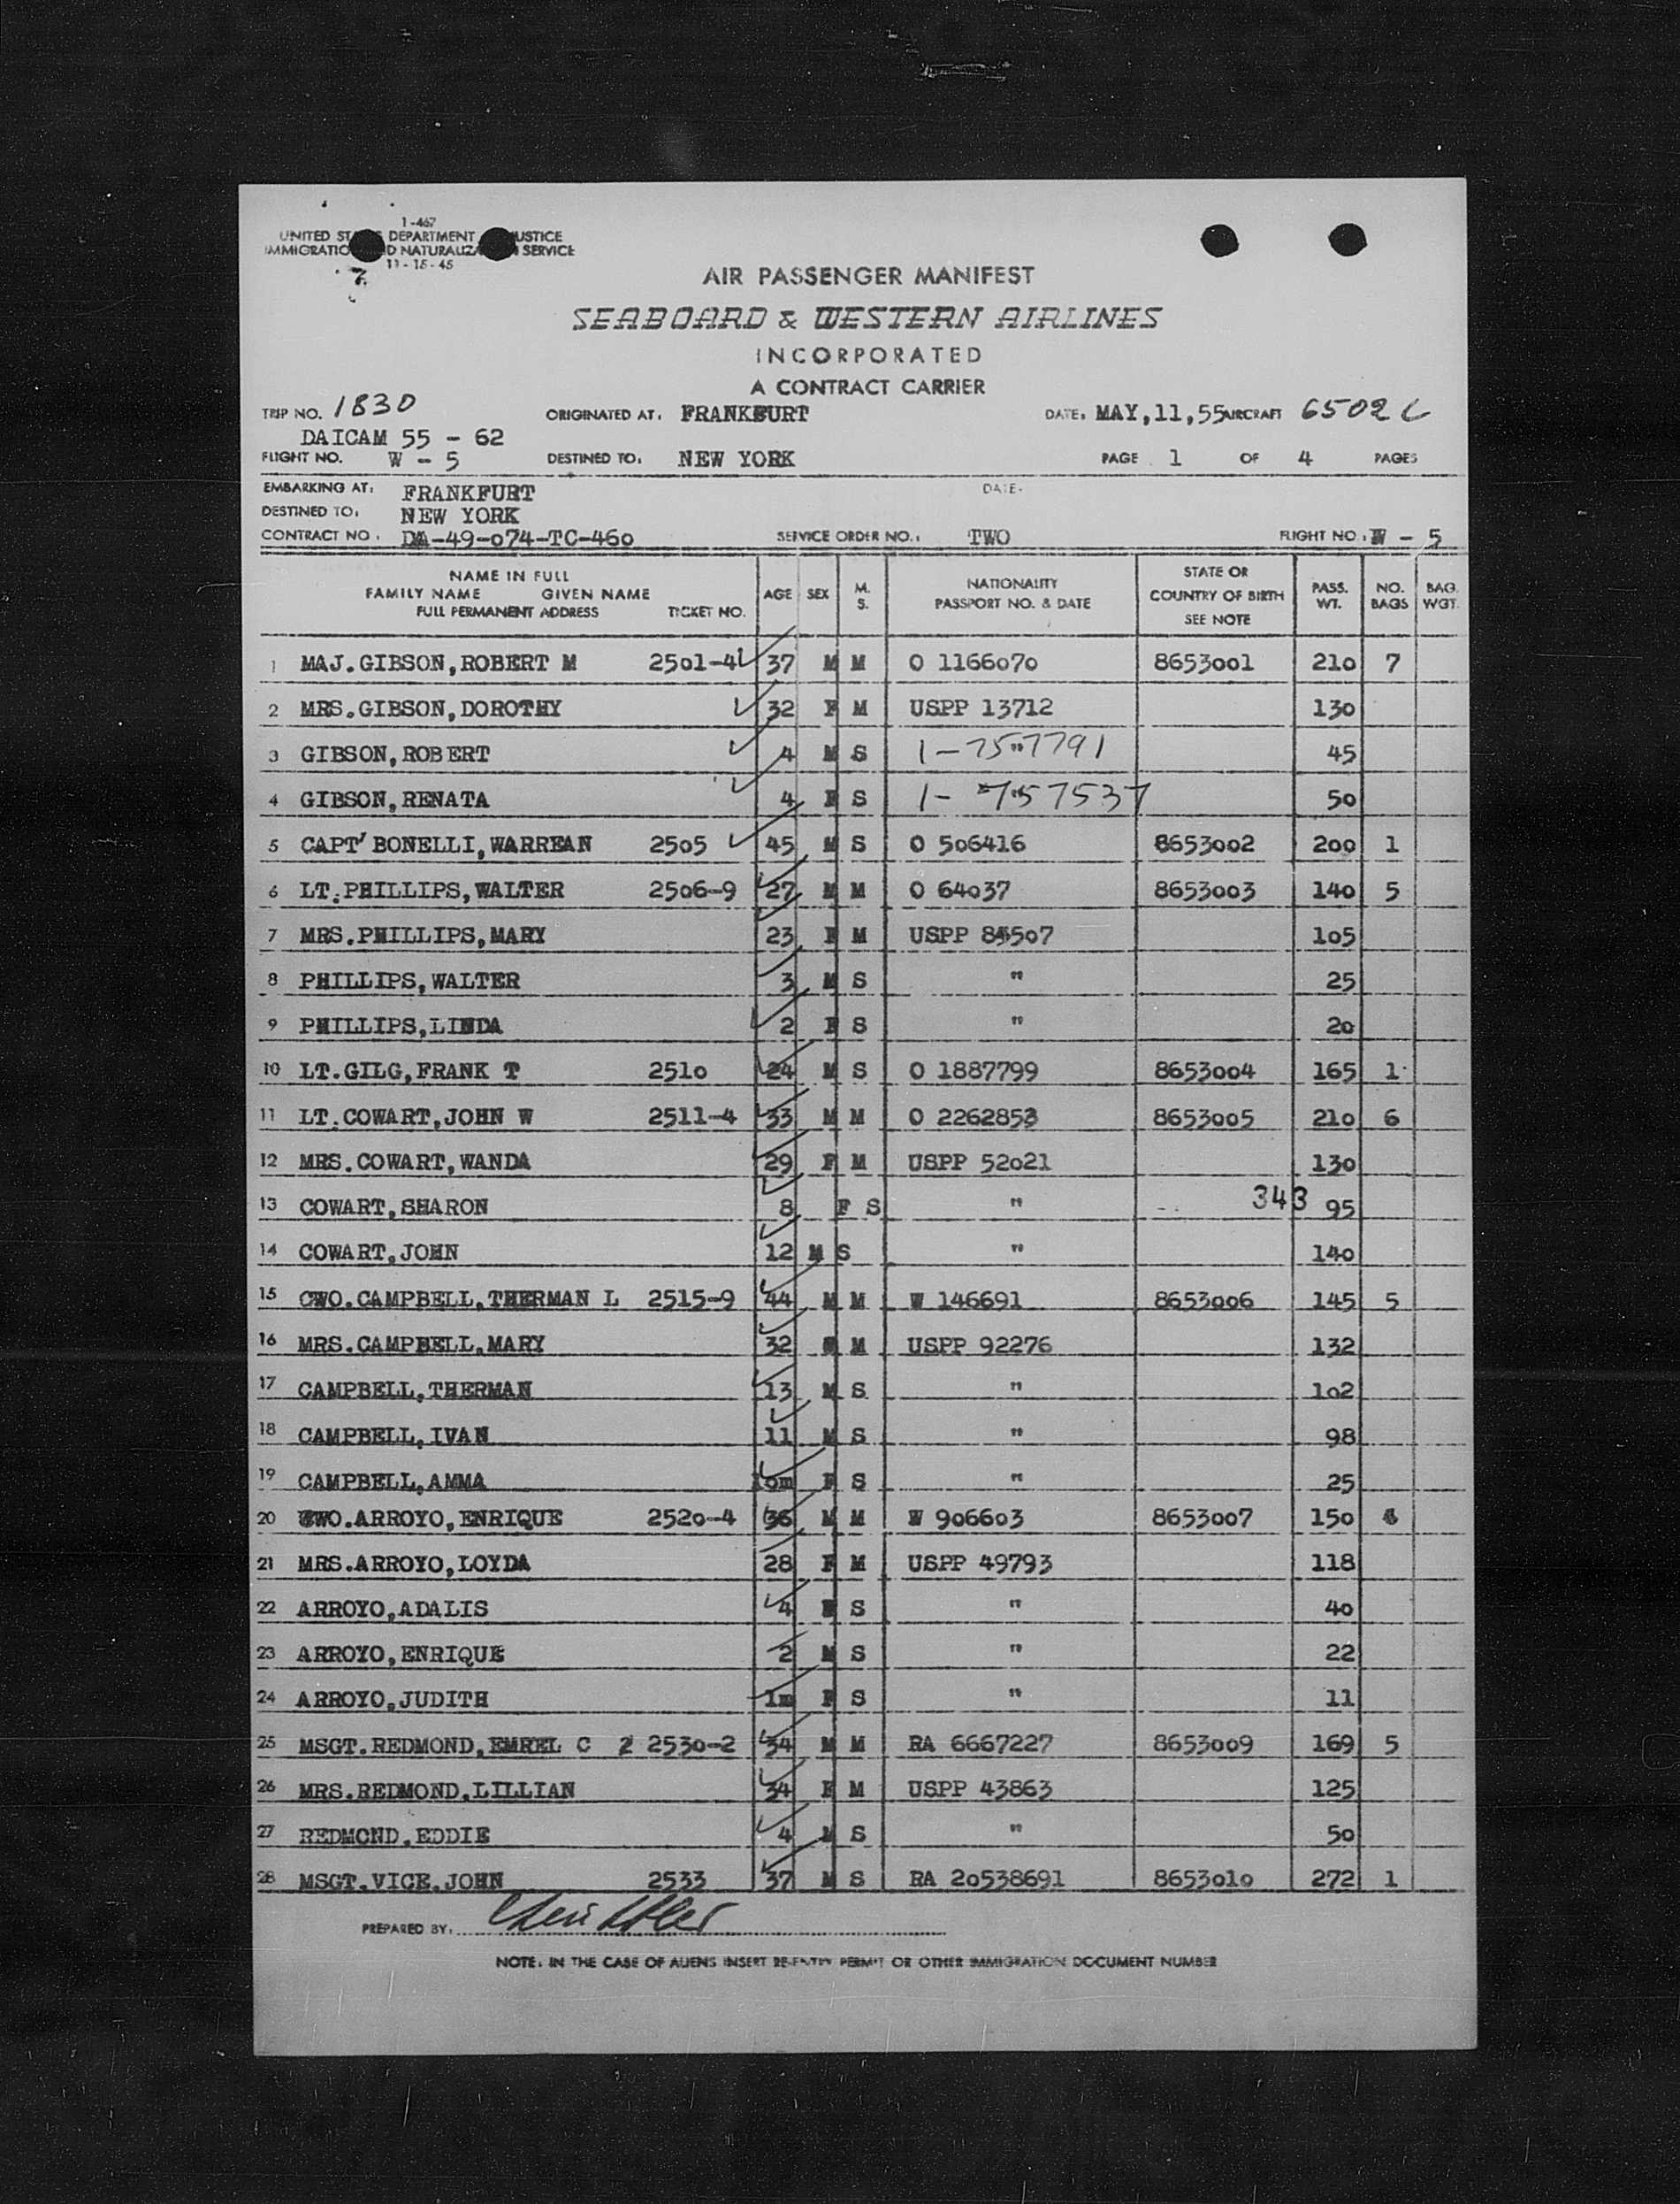 1-467
UNITED STATES DEPARTMENT OF JUSTICE
IMMIGRATION AND NATURALIZATION SERVICE
11-15-45
AIR PASSENGER MANIFEST
SEABOARD & WESTERN AIRLINES
INCORPORATED
A CONTRACT CARRIER
TRIP NO. 1830 ORIGINATED AT: FRANKFURT DATE: MAY,11,55 AIRCRAFT 6502C
DAICAM 55 - 62
FLIGHT NO. W - 5 DESTINED TO: NEW YORK PAGE 1 OF 4 PAGES
EMBARKING AT: FRANKFURT DATE-
DESTINED TO: NEW YORK
CONTRACT NO: DA-49-074-TC-460 SERVICE ORDER NO.: TWO FLIGHT NO.: W - 5
NAME IN FULL
FAMILY NAME GIVEN NAME
FULL PERMANENT ADDRESS TICKET NO. AGE SEX M. S. NATIONALITY PASSPORT NO. & DATE STATE OR COUNTRY OF BIRTH SEE NOTE PASS. WT. NO. BAGS BAG. WGT.
1 MAJ.GIBSON,ROBERT M 2501-4 37 M M O 1166070 8653001 210 7
2 MRS.GIBSON,DOROTHY 32 F M USPP 13712 130
3 GIBSON,ROBERT 4 M S 1-757791 45
4 GIBSON,RENATA 4 F S 1-757537 50
5 CAPT'BONELLI,WARREAN 2505 45 M S O 506416 8653002 200 1
6 LT.PHILLIPS,WALTER 2506-9 27 M M O 64037 8653003 140 5
7 MRS.PHILLIPS,MARY 23 F M USPP 85507 105
8 PHILLIPS,WALTER 3 M S " 25
9 PHILLIPS,LINDA 2 F S " 20
10 LT.GILG,FRANK T 2510 24 M S O 1887799 8653004 165 1
11 LT.COWART,JOHN W 2511-4 33 M M O 2262853 8653005 210 6
12 MRS.COWART,WANDA 29 F M USPP 52021 130
13 COWART,SHARON 8 F S " 343 95
14 COWART,JOHN 12 M S " 140
15 CWO.CAMPBELL,THERMAN L 2515-9 44 M M W 146691 8653006 145 5
16 MRS.CAMPBELL,MARY 32 M USPP 92276 132
17 CAMPBELL,THERMAN 13 M S " 102
18 CAMPBELL,IVAN 11 M S " 98
19 CAMPBELL,AMMA 10m F S " 25
20 CWO.ARROYO,ENRIQUE 2520-4 36 M M W 906603 8653007 150
21 MRS.ARROYO,LOYDA 28 F M USPP 49793 118
22 ARROYO,ADALIS 4 S " 40
23 ARROYO,ENRIQUE 2 M S " 22
24 ARROYO,JUDITH 1m F S " 11
25 MSGT.REDMOND,EMREL C 2 2530-2 34 M M RA 6667227 8653009 169 5
26 MRS.REDMOND,LILLIAN 34 F M USPP 43863 125
27 REDMOND,EDDIE 4 M S " 50
28 MSGT.VICE,JOHN 2533 37 M S RA 20538691 8653010 272 1
PREPARED BY:
NOTE: IN THE CASE OF ALIENS INSERT RE-ENTRY PERMIT OR OTHER IMMIGRATION DOCUMENT NUMBER